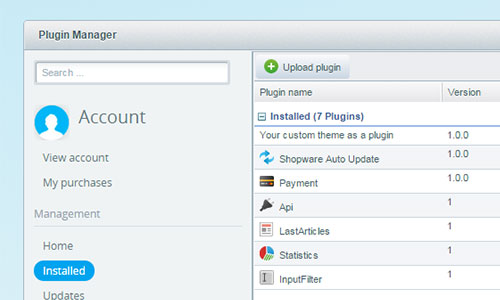 Plugin Manager
Search ...
Account
View account
My purchases
Management
Home
Installed
Updates
Upload plugin
Plugin name Version
Installed (7 Plugins)
Your custom theme as a plugin 1.0.0
Shopware Auto Update 1.0.0
Payment 1.0.0
Api 1
LastArticles 1
Statistics 1
InputFilter 1